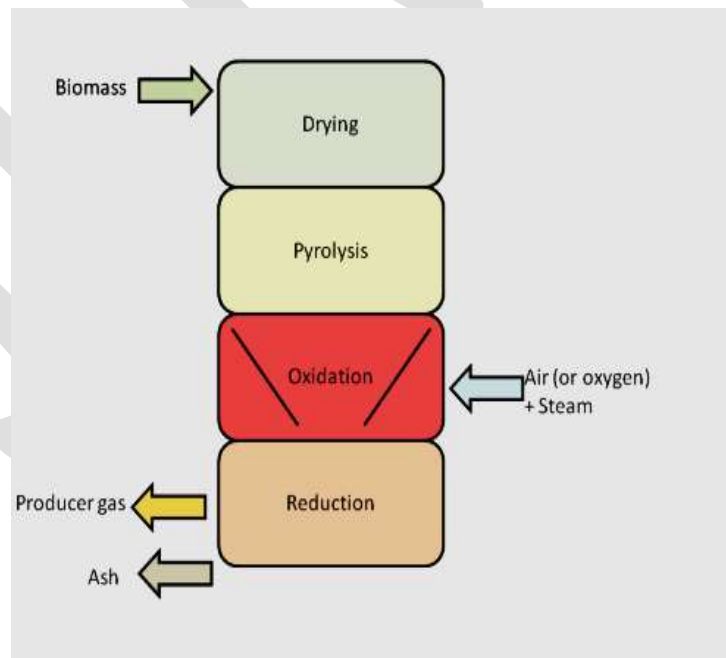 Biomass
Drying
Pyrolysis
Oxidation
Air (or oxygen)
+ Steam
Producer gas
Reduction
Ash